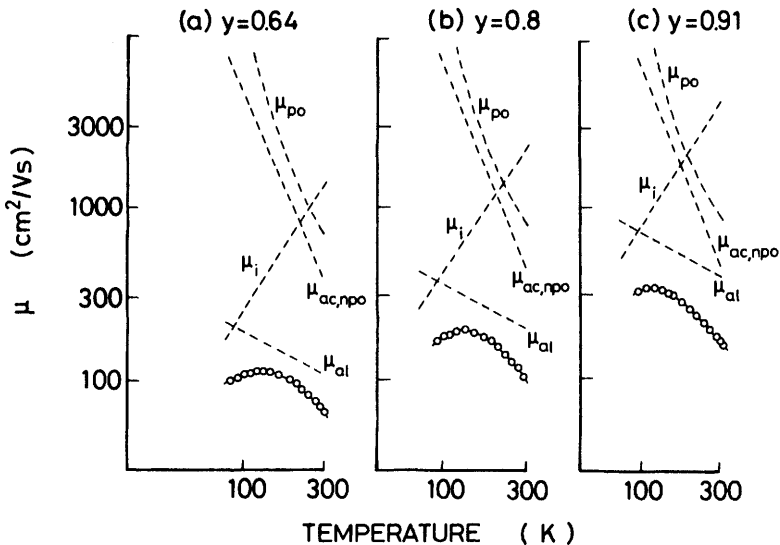 (a) y=0.64
(b) y=0.8
(c) y=0.91
μ (cm²/Vs)
3000
1000
300
100
μpo
μi
μac,npo
μal
μpo
μi
μac,npo
μal
μpo
μi
μac,npo
μal
100 300
100 300
100 300
TEMPERATURE (K)